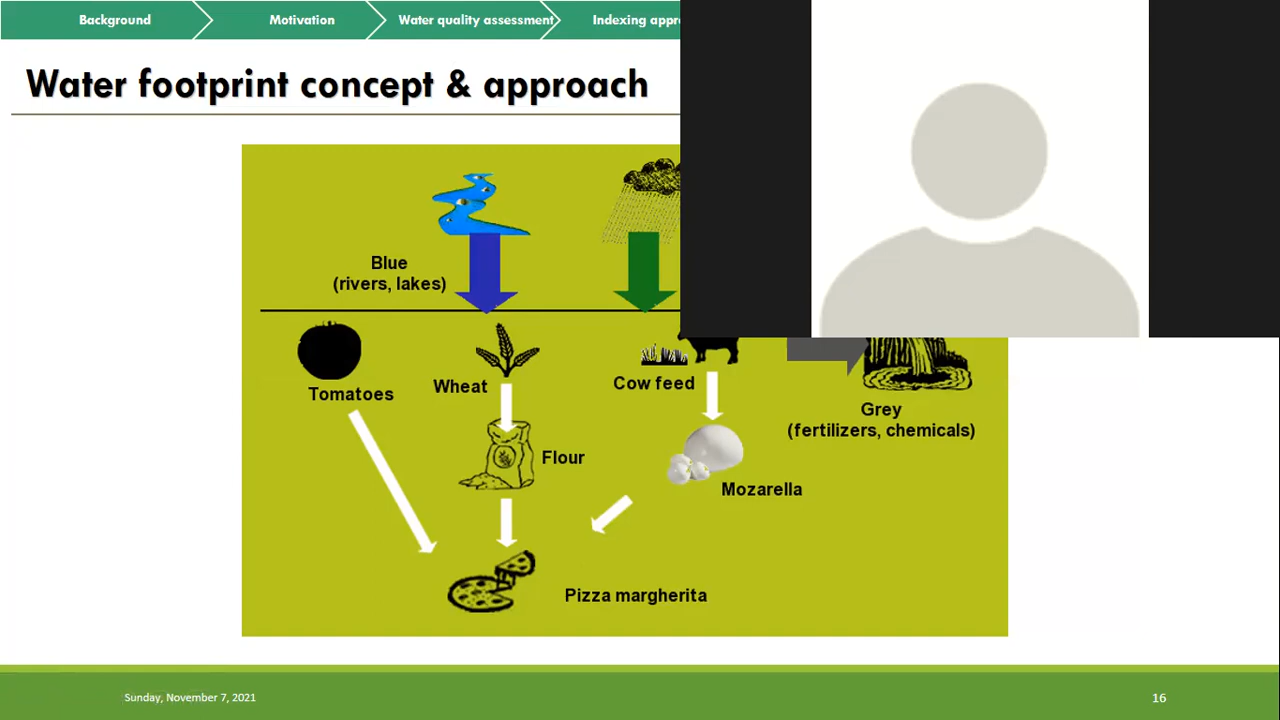 Background
Motivation
Water quality assessment
Indexing appr
Water footprint concept & approach
Blue
(rivers, lakes)
Tomatoes
Wheat
Cow feed
Grey
(fertilizers, chemicals)
Flour
Mozarella
Pizza margherita
Sunday, November 7, 2021
16